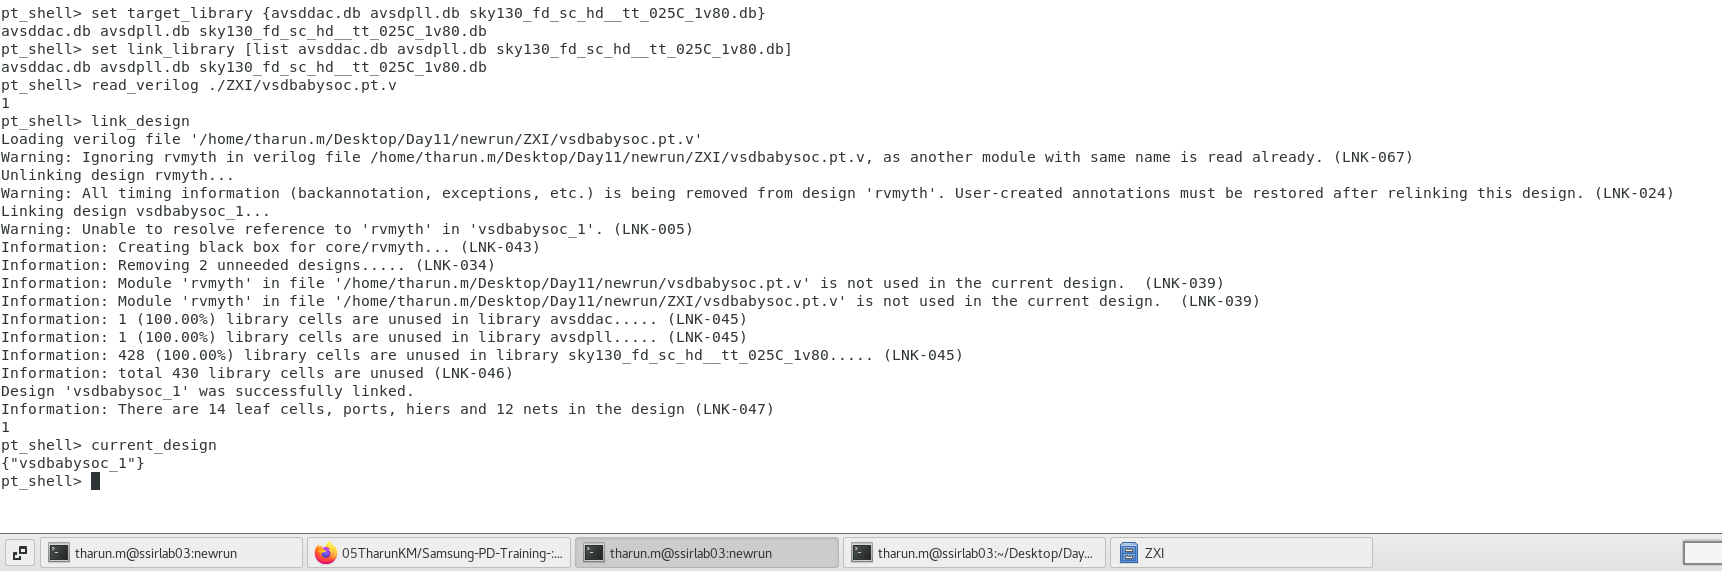 pt_shell> set target_library {avsddac.db avsdpll.db sky130_fd_sc_hd__tt_025C_1v80.db}
avsddac.db avsdpll.db sky130_fd_sc_hd__tt_025C_1v80.db
pt_shell> set link_library [list avsddac.db avsdpll.db sky130_fd_sc_hd__tt_025C_1v80.db]
avsddac.db avsdpll.db sky130_fd_sc_hd__tt_025C_1v80.db
pt_shell> read_verilog ./ZXI/vsdbabysoc.pt.v
1
pt_shell> link_design
Loading verilog file '/home/tharun.m/Desktop/Day11/newrun/ZXI/vsdbabysoc.pt.v'
Warning: Ignoring rvmyth in verilog file /home/tharun.m/Desktop/Day11/newrun/ZXI/vsdbabysoc.pt.v, as another module with same name is read already. (LNK-067)
Unlinking design rvmyth...
Warning: All timing information (backannotation, exceptions, etc.) is being removed from design 'rvmyth'. User-created annotations must be restored after relinking this design. (LNK-024)
Linking design vsdbabysoc_1...
Warning: Unable to resolve reference to 'rvmyth' in 'vsdbabysoc_1'. (LNK-005)
Information: Creating black box for core/rvmyth... (LNK-043)
Information: Removing 2 unneeded designs..... (LNK-034)
Information: Module 'rvmyth' in file '/home/tharun.m/Desktop/Day11/newrun/vsdbabysoc.pt.v' is not used in the current design.  (LNK-039)
Information: Module 'rvmyth' in file '/home/tharun.m/Desktop/Day11/newrun/ZXI/vsdbabysoc.pt.v' is not used in the current design.  (LNK-039)
Information: 1 (100.00%) library cells are unused in library avsddac..... (LNK-045)
Information: 1 (100.00%) library cells are unused in library avsdpll..... (LNK-045)
Information: 428 (100.00%) library cells are unused in library sky130_fd_sc_hd__tt_025C_1v80..... (LNK-045)
Information: total 430 library cells are unused (LNK-046)
Design 'vsdbabysoc_1' was successfully linked.
Information: There are 14 leaf cells, ports, hiers and 12 nets in the design (LNK-047)
1
pt_shell> current_design
{"vsdbabysoc_1"}
pt_shell>
tharun.m@ssirlab03:newrun
05TharunKM/Samsung-PD-Training-:...
tharun.m@ssirlab03:newrun
tharun.m@ssirlab03:~/Desktop/Day...
ZXI